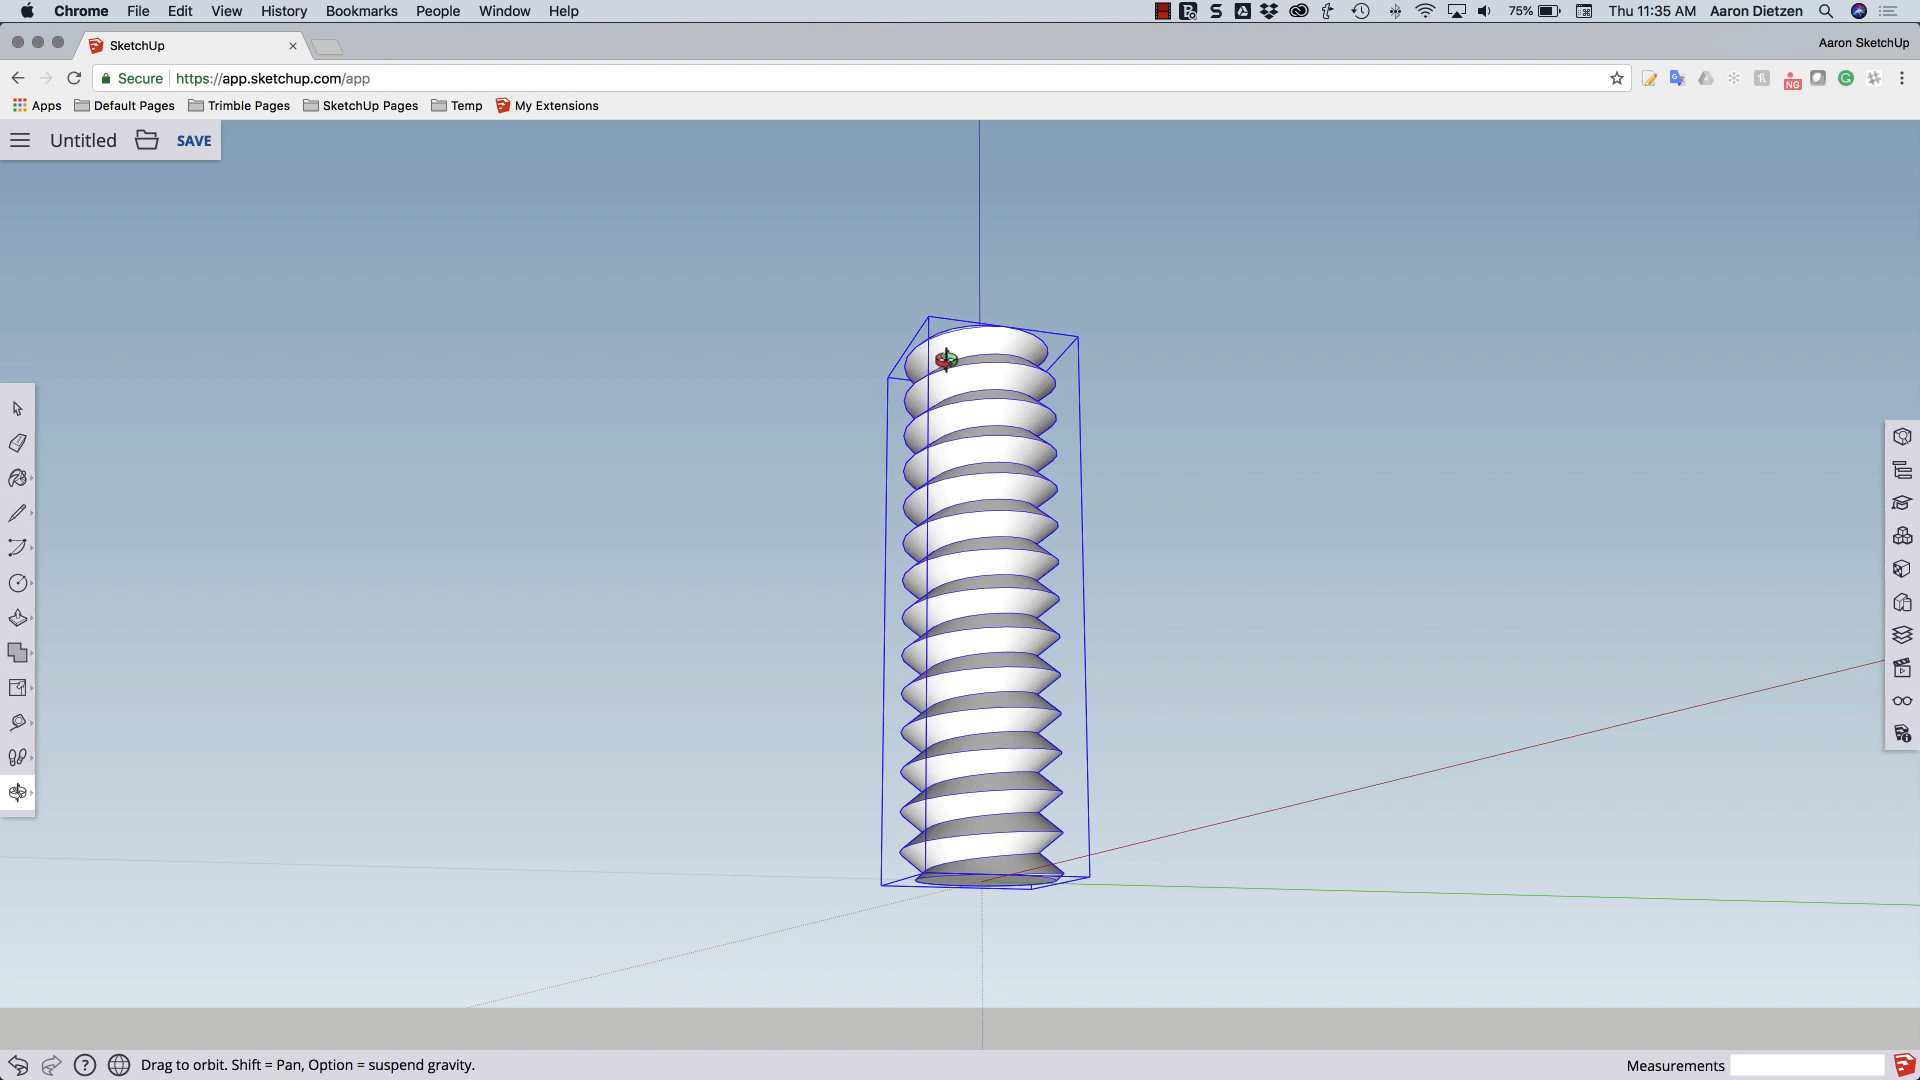 Chrome File Edit View History Bookmarks People Window Help 75% Thu 11:35 AM Aaron Dietzen
SketchUp Aaron SketchUp
Secure https://app.sketchup.com/app NG
Apps Default Pages Trimble Pages SketchUp Pages Temp My Extensions
Untitled SAVE
Drag to orbit. Shift = Pan, Option = suspend gravity. Measurements